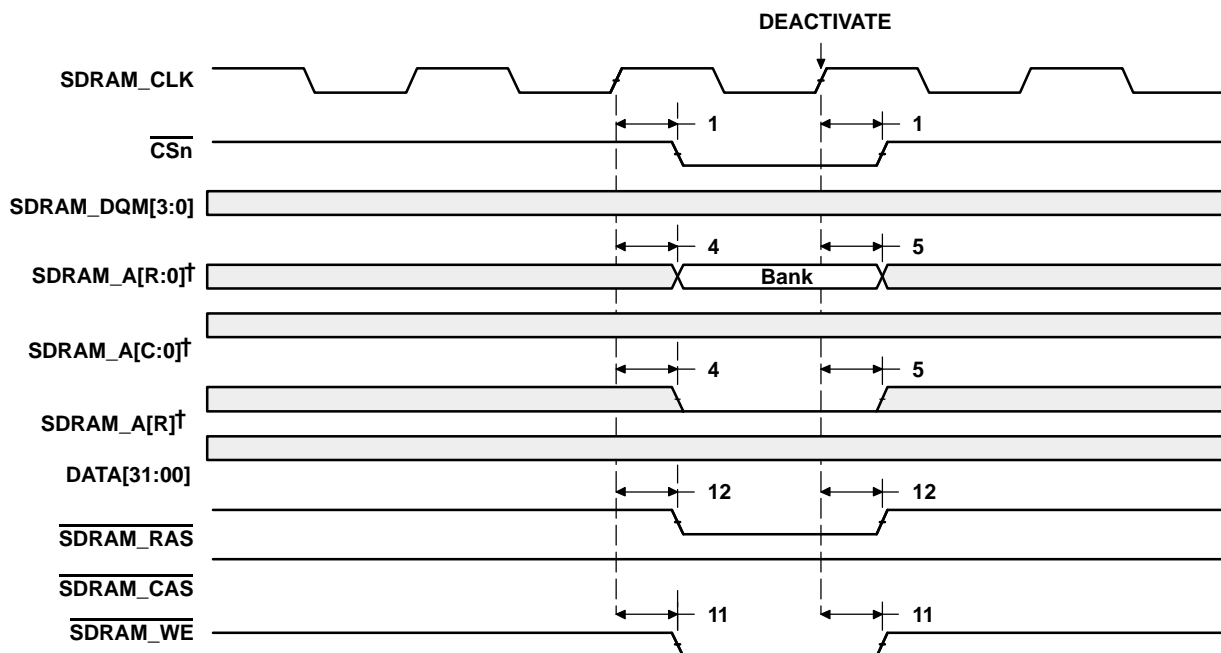 DEACTIVATE
SDRAM_CLK
1 1
CSn
SDRAM_DQM[3:0]
4 5
SDRAM_A[R:0]† Bank
SDRAM_A[C:0]†
4 5
SDRAM_A[R]†
DATA[31:00]
12 12
SDRAM_RAS
SDRAM_CAS
11 11
SDRAM_WE